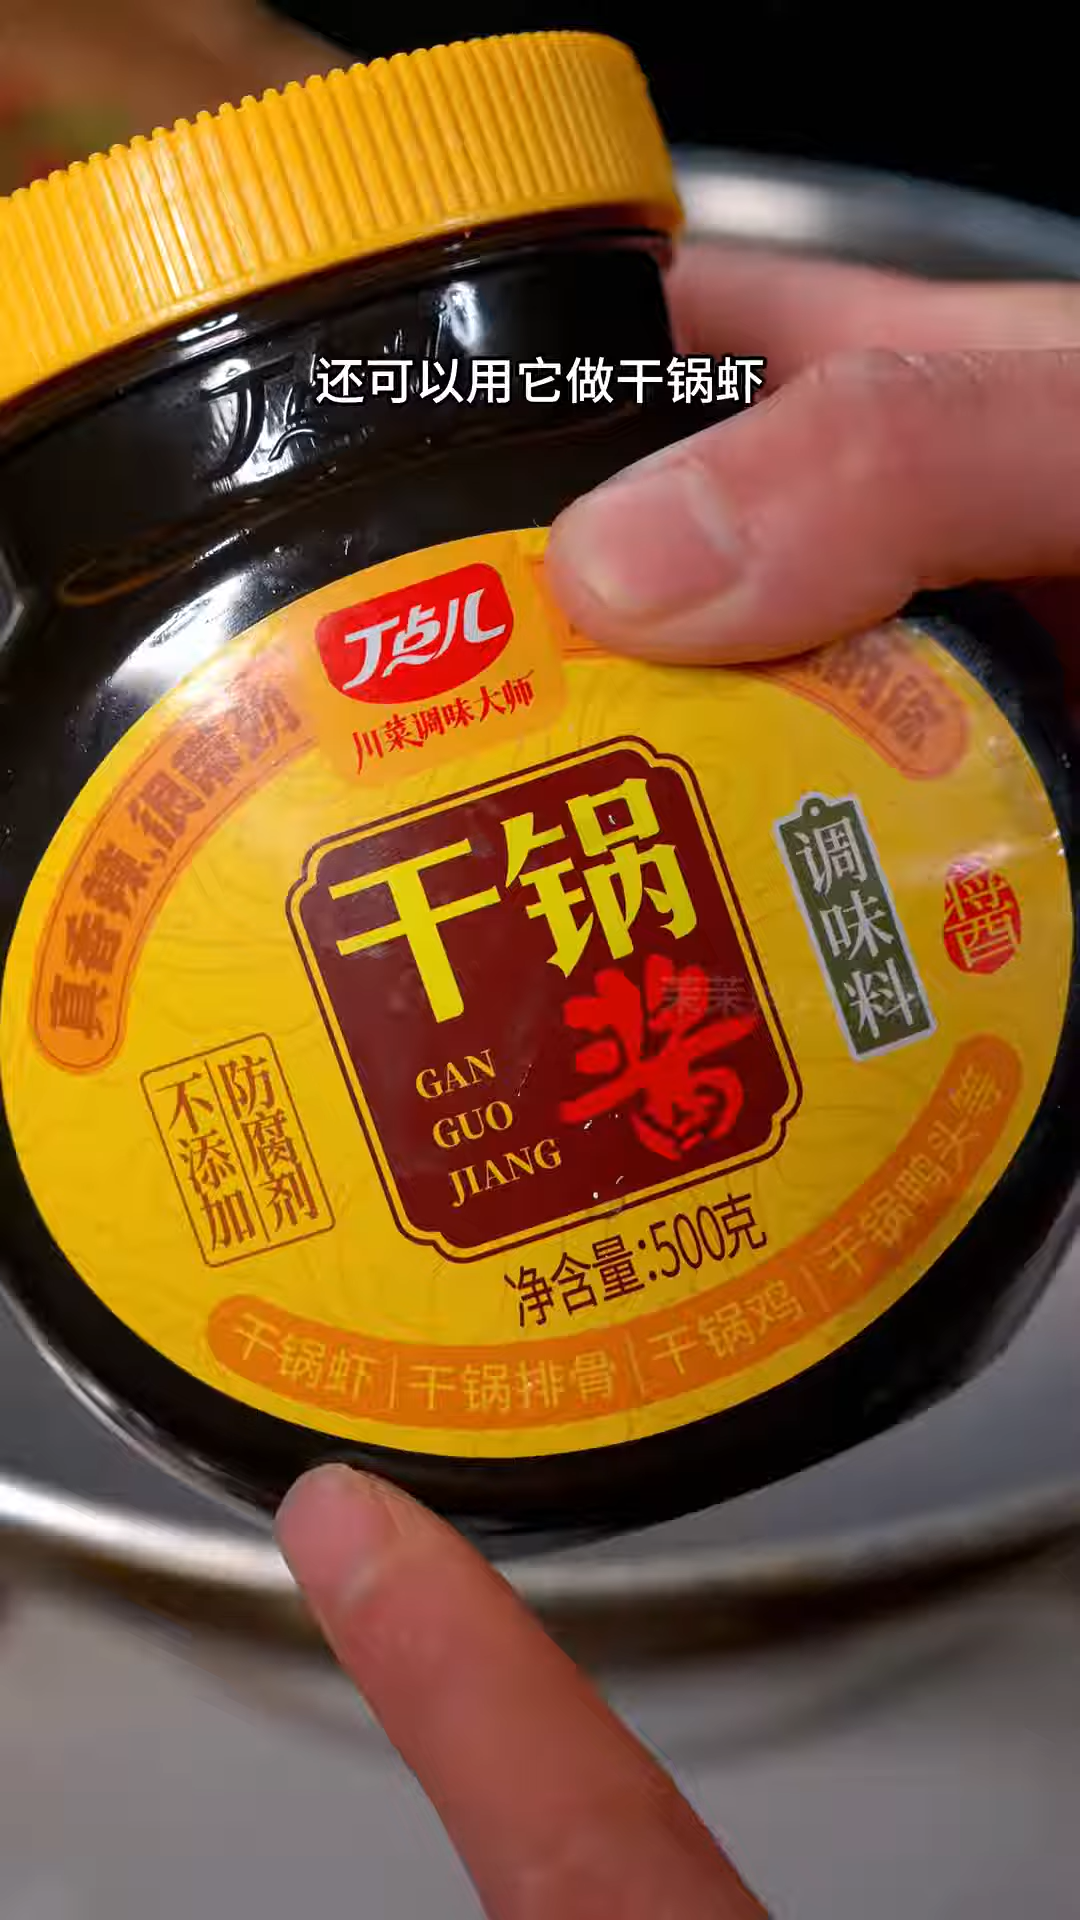 还可以用它做干锅虾
丁点儿
川菜调味大师
真香辣,很麻
干锅
酱
GAN
GUO
JIANG
调味料
酱
防腐剂
不添加
净含量:500克
干锅虾|干锅排骨|干锅鸡|干锅鸭头等